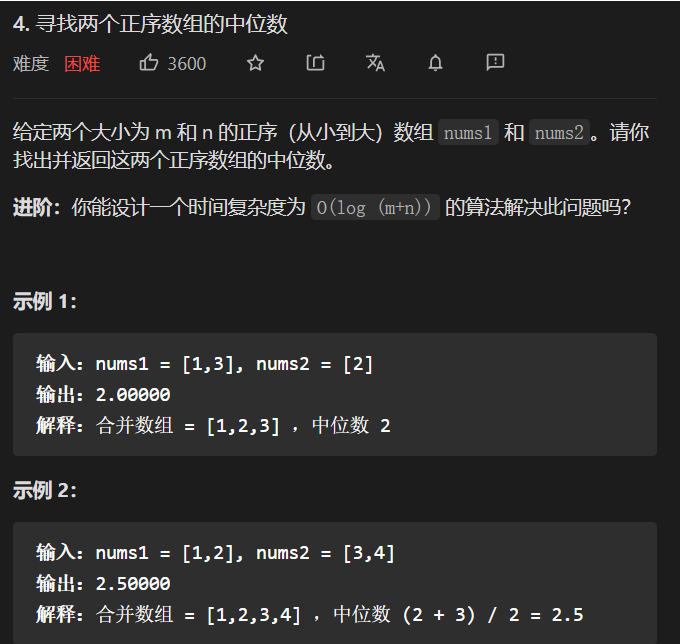 4. 寻找两个正序数组的中位数
难度 困难 3600
给定两个大小为 m 和 n 的正序（从小到大）数组 nums1 和 nums2。请你
找出并返回这两个正序数组的中位数。
进阶：你能设计一个时间复杂度为 O(log (m+n)) 的算法解决此问题吗？
示例 1：
输入：nums1 = [1,3], nums2 = [2]
输出：2.00000
解释：合并数组 = [1,2,3] ，中位数 2
示例 2：
输入：nums1 = [1,2], nums2 = [3,4]
输出：2.50000
解释：合并数组 = [1,2,3,4] ，中位数 (2 + 3) / 2 = 2.5